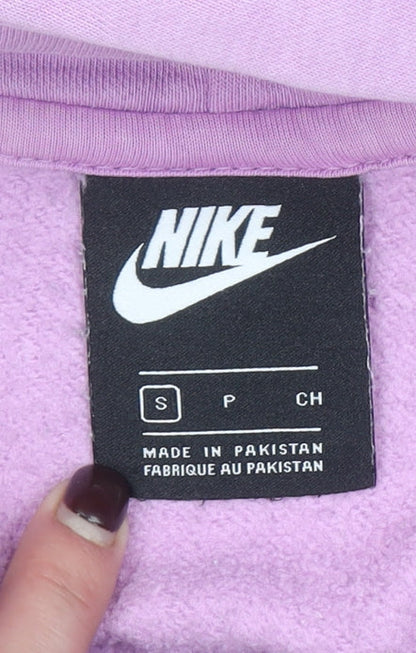 NIKE
S P CH
MADE IN PAKISTAN
FABRIQUE AU PAKISTAN